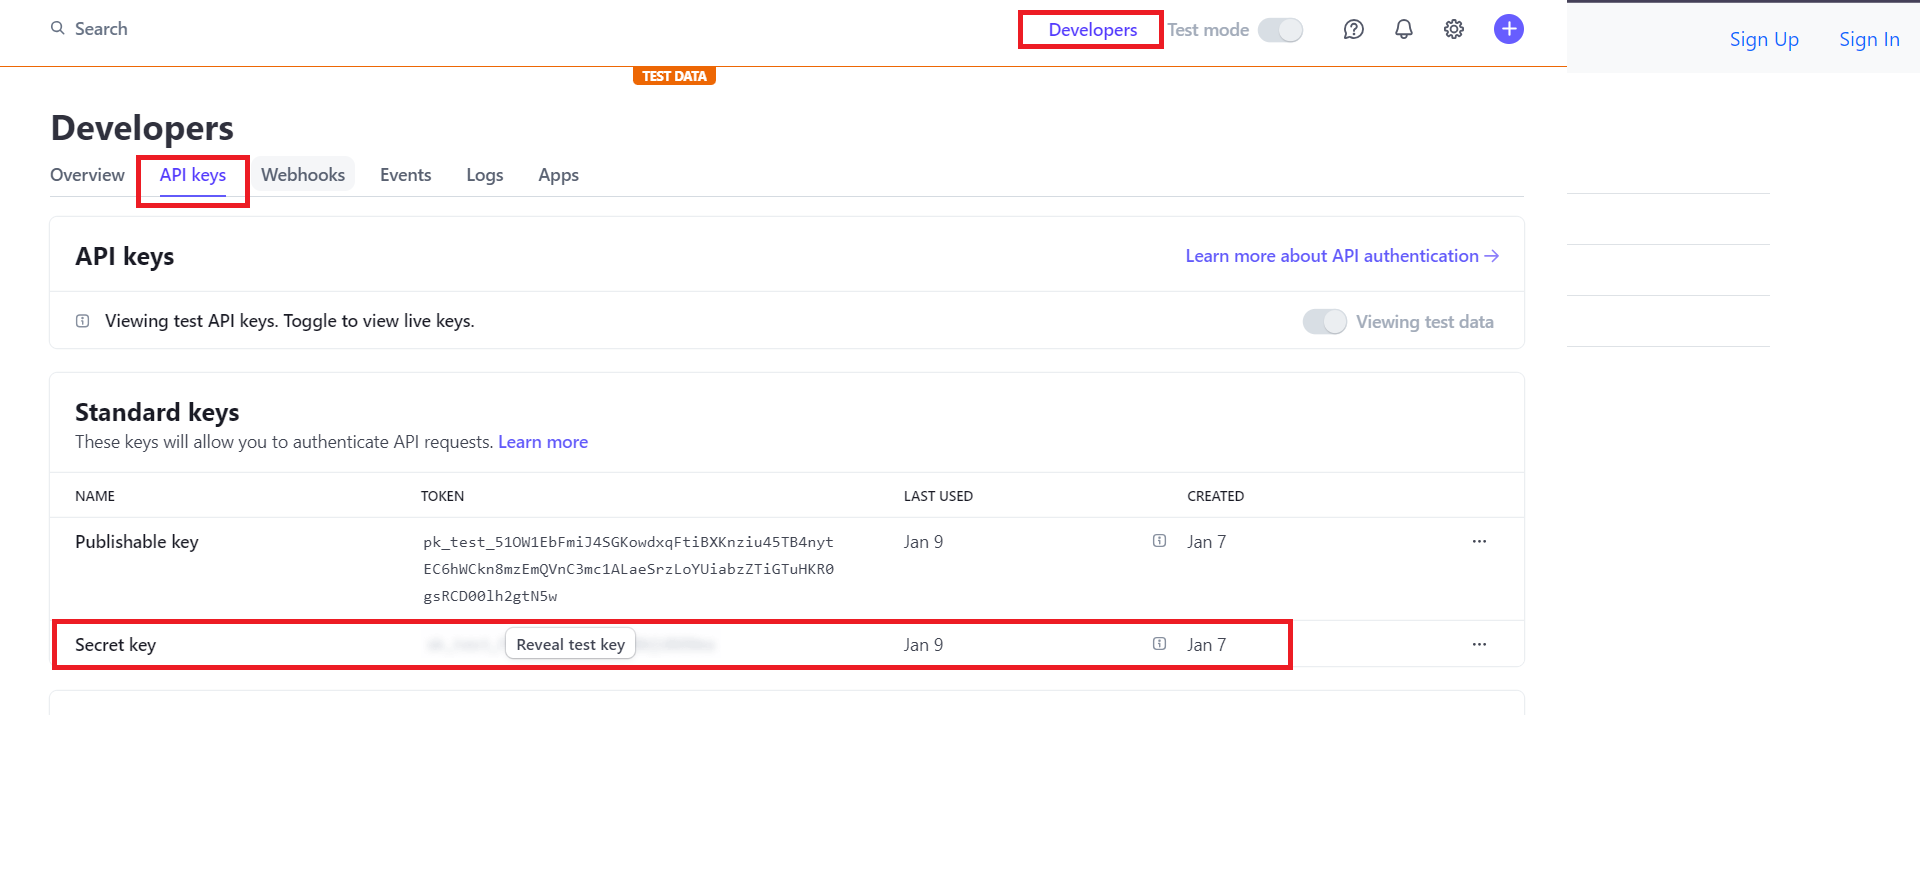 Search
Developers
Test mode
Sign Up
Sign In
TEST DATA
Developers
Overview
API keys
Webhooks
Events
Logs
Apps
API keys
Learn more about API authentication →
Viewing test API keys. Toggle to view live keys.
Viewing test data
Standard keys
These keys will allow you to authenticate API requests. Learn more
NAME TOKEN LAST USED CREATED
Publishable key pk_test_51OW1EbFmiJ4SGKowdxqFtiBXKnziu45TB4nyt Jan 9 Jan 7
EC6hWCkn8mzEmQVnC3mc1ALaeSrzLoYUiabzZTiGTuHKR0
gsRCD00lh2gtN5w
Secret key Reveal test key Jan 9 Jan 7